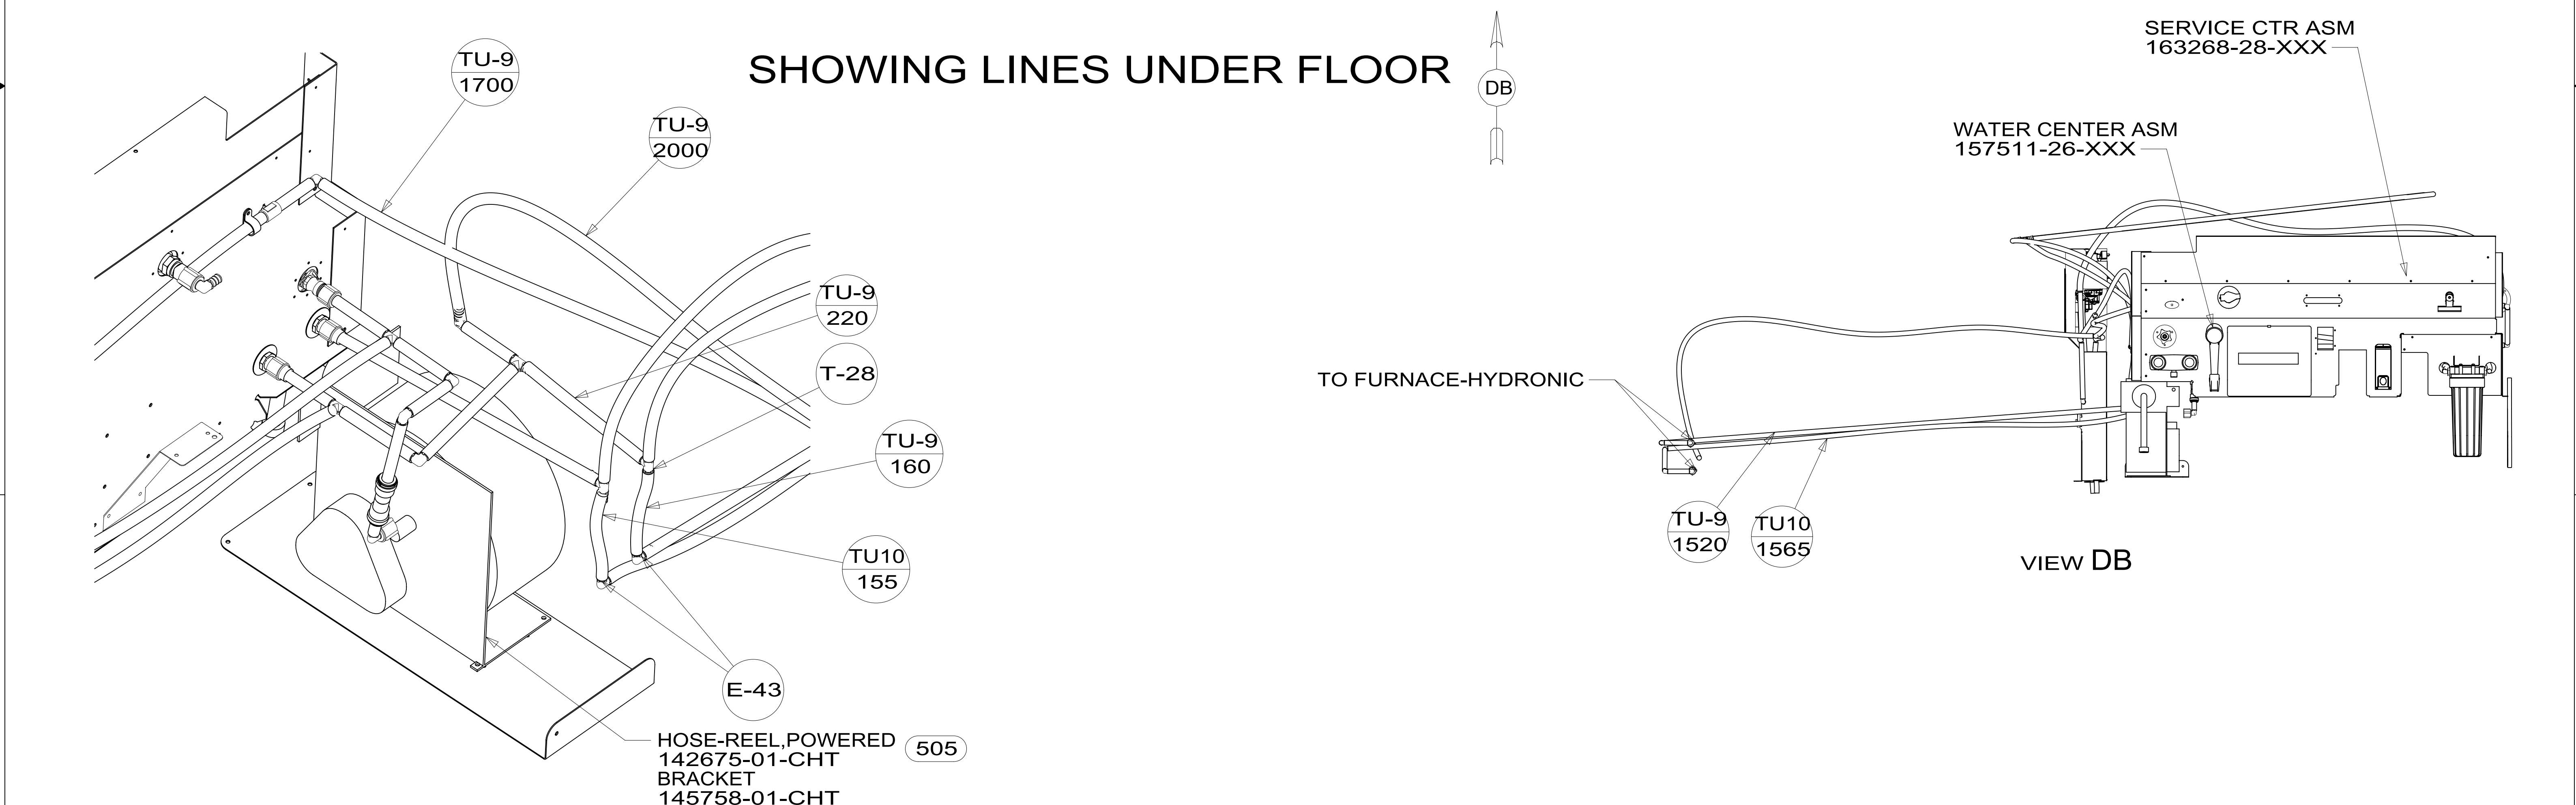 SHOWING LINES UNDER FLOOR
DB
TU-9
1700
TU-9
2000
TU-9
220
T-28
TU-9
160
TU10
155
E-43
HOSE-REEL,POWERED
142675-01-CHT
BRACKET
145758-01-CHT
505
SERVICE CTR ASM
163268-28-XXX
WATER CENTER ASM
157511-26-XXX
TO FURNACE-HYDRONIC
TU-9
1520
TU10
1565
VIEW DB